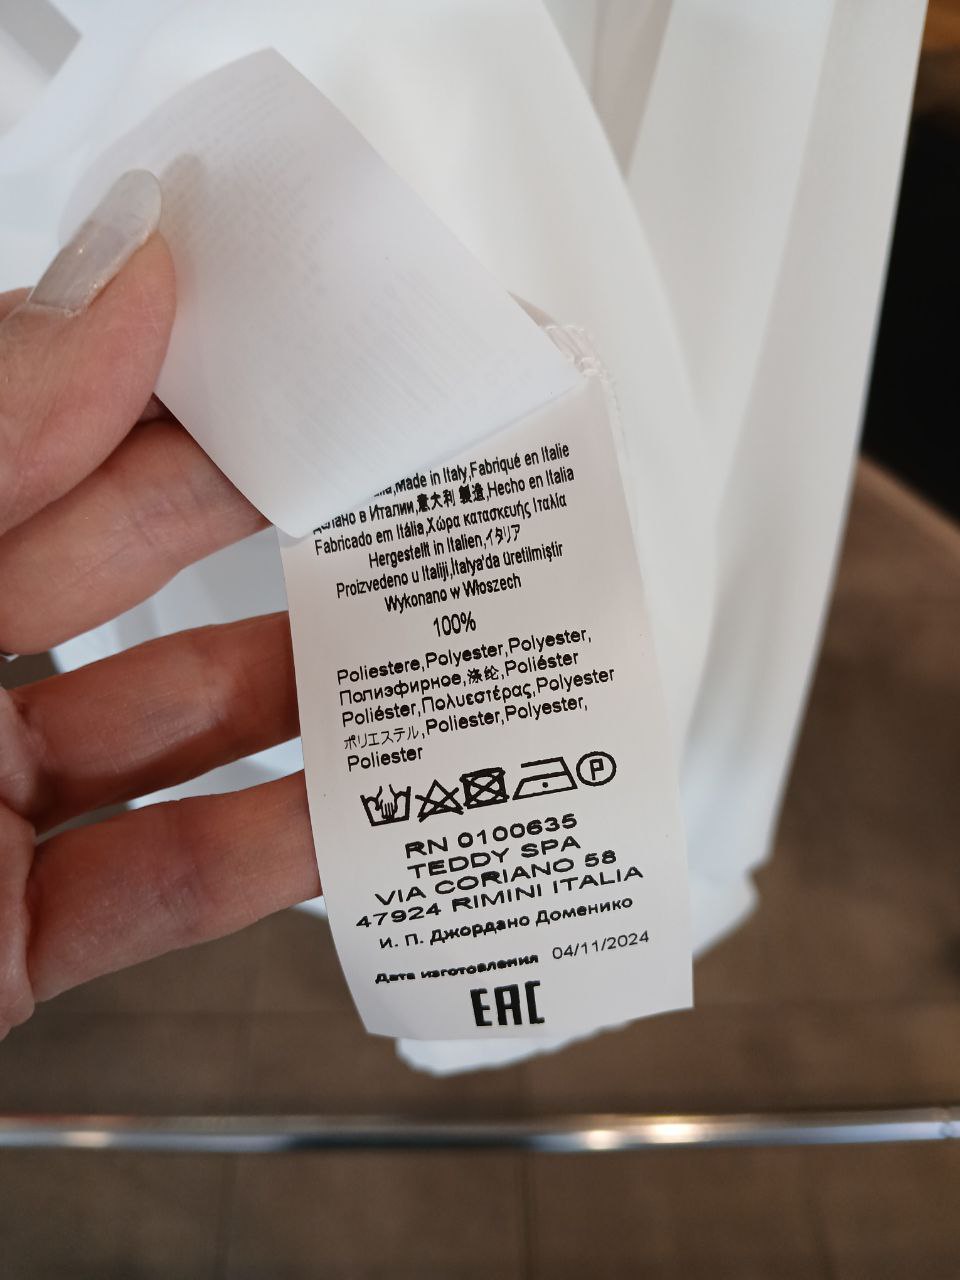 Made in Italy,Fabriqué en Italie
в Италии,意大利 製造,Hecho en Italia
Fabricado em Itália,Χώρα κατασκευής Ιταλία
Hergestellt in Italien,イタリア
Proizvedeno u Italiji,İtalya'da üretilmiştir
Wykonano w Włoszech
100%
Poliestere,Polyester,Polyester,
Полиэфирное,涤纶,Poliéster
Poliéster,Πολυεστέρας,Polyester
ポリエステル,Poliester,Polyester,
Poliester
P
RN 0100635
TEDDY SPA
VIA CORIANO 58
47924 RIMINI ITALIA
И. П. Джордано Доменико
Дата изготовления 04/11/2024
EAC